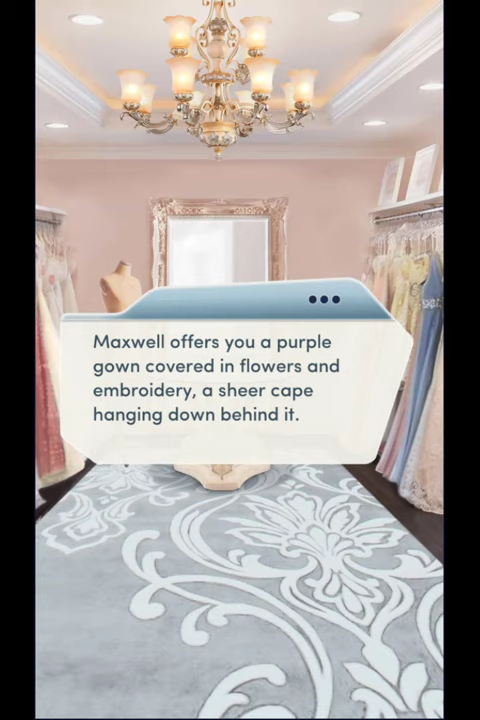 Maxwell offers you a purple
gown covered in flowers and
embroidery, a sheer cape
hanging down behind it.